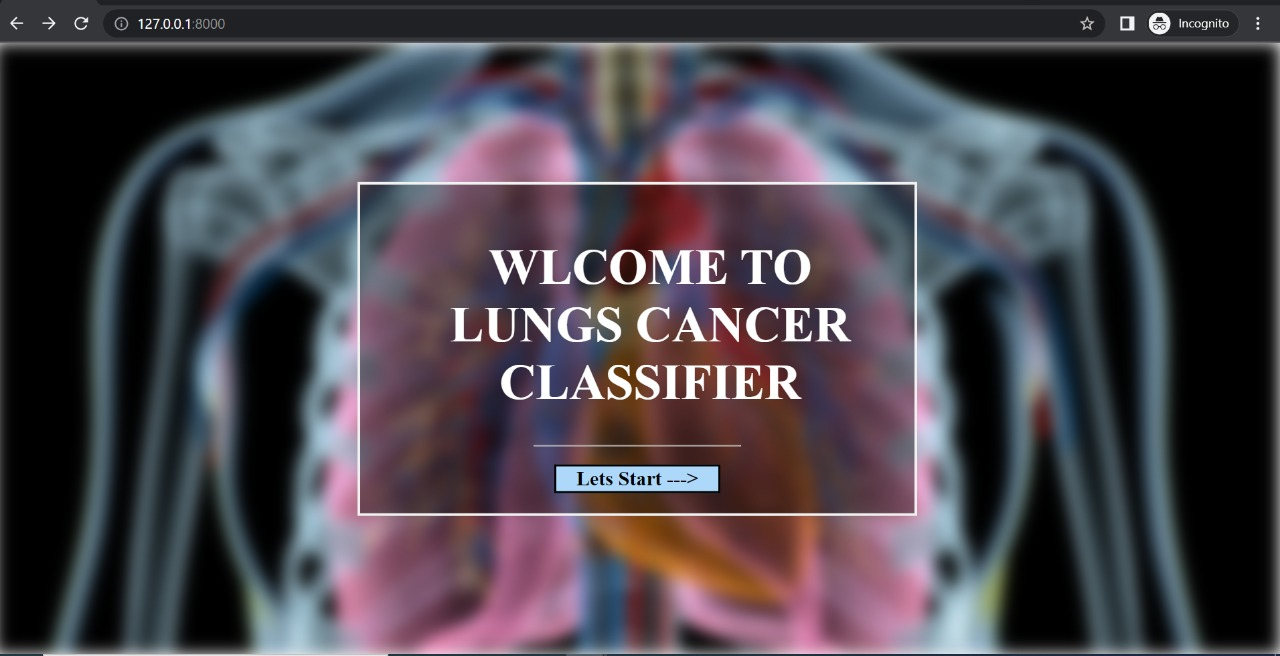 127.0.0.1:8000
Incognito
WLCOME TO
LUNGS CANCER
CLASSIFIER
Lets Start --->